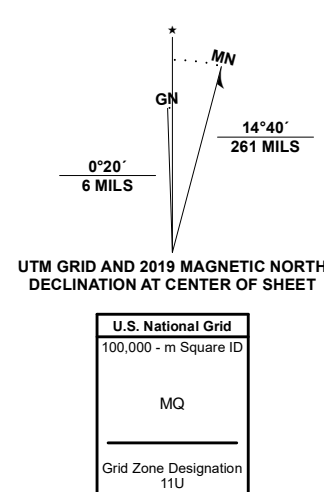 ★
MN
GN
14°40´
261 MILS
0°20´
6 MILS
UTM GRID AND 2019 MAGNETIC NORTH
DECLINATION AT CENTER OF SHEET
U.S. National Grid
100,000 - m Square ID
MQ
Grid Zone Designation
11U